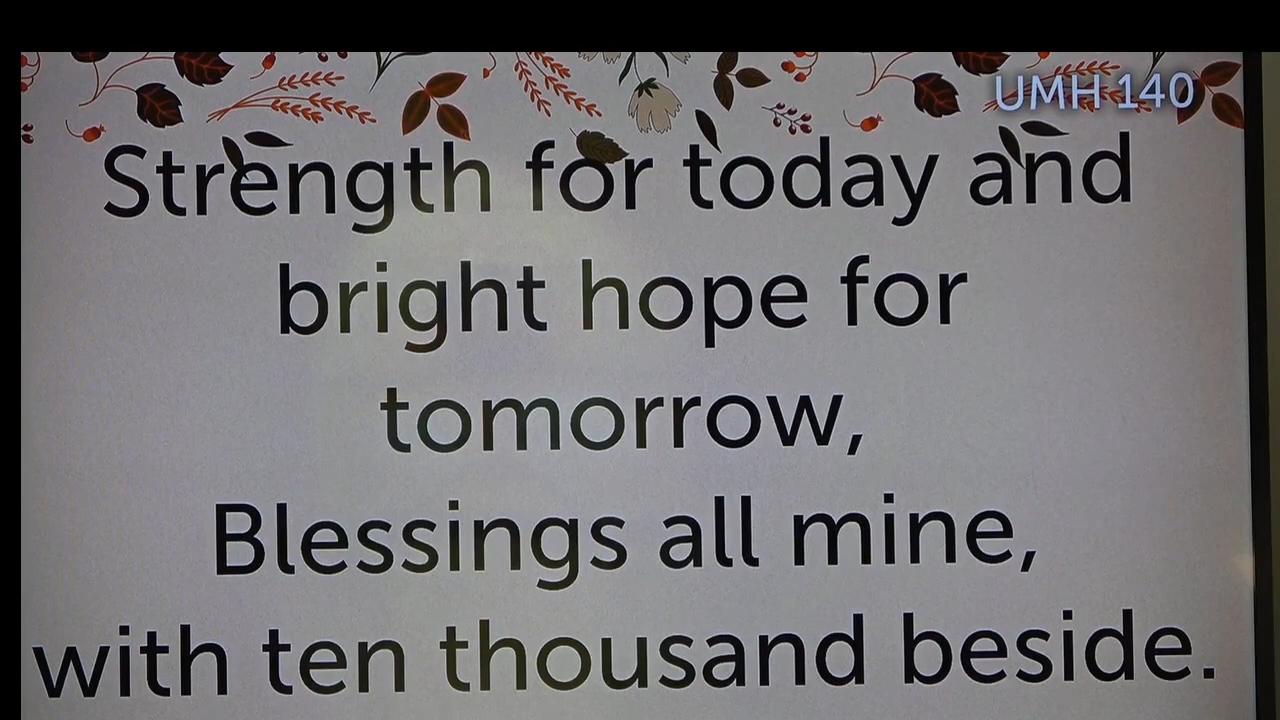 UMH 140
Strength for today and
bright hope for
tomorrow,
Blessings all mine,
with ten thousand beside.